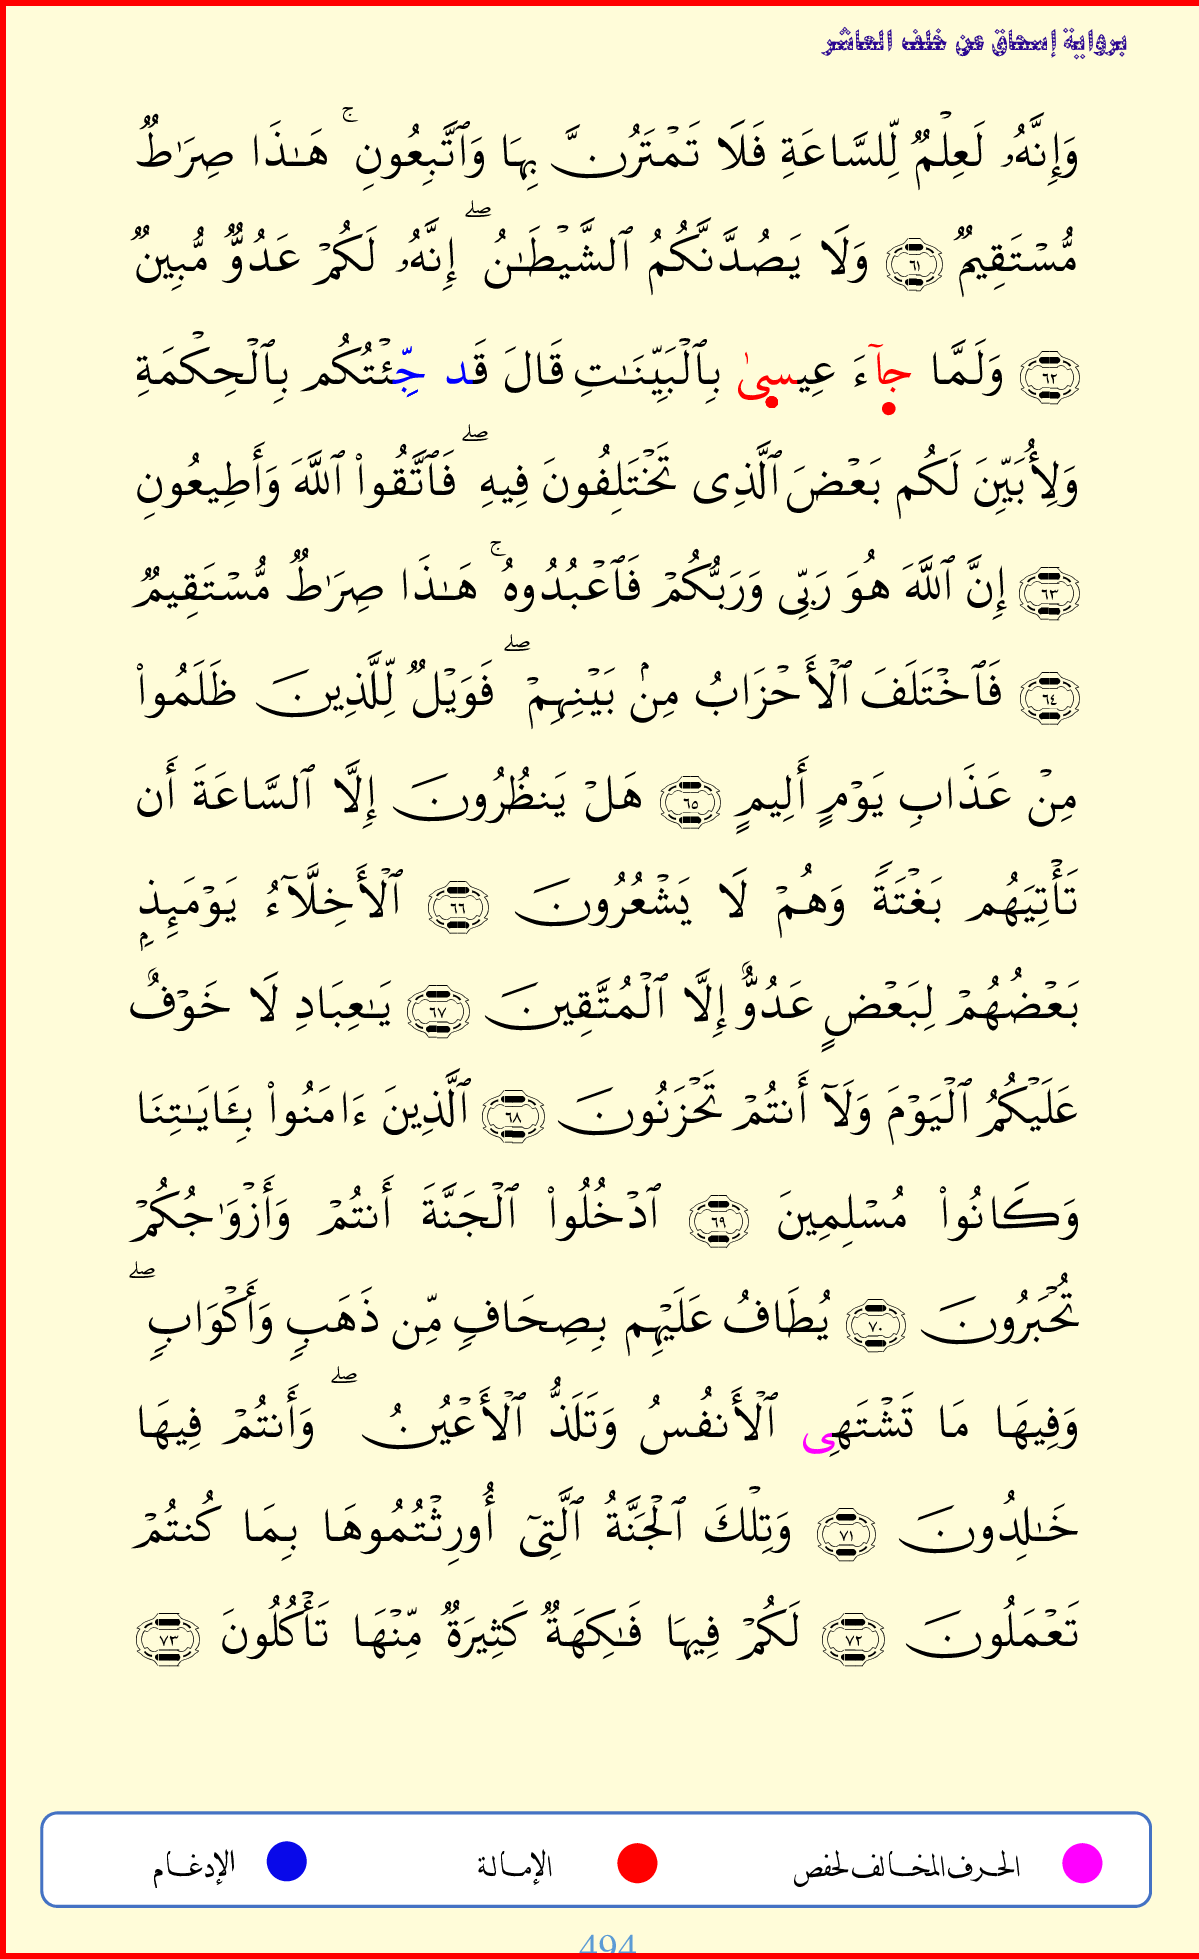 برواية إسحاق عن خلف العاشر
وَإِنَّهُۥ لَعِلْمٌ لِّلسَّاعَةِ فَلَا تَمْتَرُنَّ بِهَا وَٱتَّبِعُونِ ۚ هَـٰذَا صِرَٰطٌ
مُّسْتَقِيمٌ ٦١ وَلَا يَصُدَّنَّكُمُ ٱلشَّيْطَـٰنُ ۖ إِنَّهُۥ لَكُمْ عَدُوٌّ مُّبِينٌ
٦٢ وَلَمَّا جَآءَ عِيسىٰ بِٱلْبَيِّنَـٰتِ قَالَ قَد جِّئْتُكُم بِٱلْحِكْمَةِ
وَلِأُبَيِّنَ لَكُم بَعْضَ ٱلَّذِى تَخْتَلِفُونَ فِيهِ ۖ فَٱتَّقُوا۟ ٱللَّهَ وَأَطِيعُونِ
٦٣ إِنَّ ٱللَّهَ هُوَ رَبِّى وَرَبُّكُمْ فَٱعْبُدُوهُ ۚ هَـٰذَا صِرَٰطٌ مُّسْتَقِيمٌ
٦٤ فَٱخْتَلَفَ ٱلْأَحْزَابُ مِنۢ بَيْنِهِمْ ۖ فَوَيْلٌ لِّلَّذِينَ ظَلَمُوا۟
مِنْ عَذَابِ يَوْمٍ أَلِيمٍ ٦٥ هَلْ يَنظُرُونَ إِلَّا ٱلسَّاعَةَ أَن
تَأْتِيَهُم بَغْتَةً وَهُمْ لَا يَشْعُرُونَ ٦٦ ٱلْأَخِلَّآءُ يَوْمَئِذٍۭ
بَعْضُهُمْ لِبَعْضٍ عَدُوٌّ إِلَّا ٱلْمُتَّقِينَ ٦٧ يَـٰعِبَادِ لَا خَوْفٌ
عَلَيْكُمُ ٱلْيَوْمَ وَلَآ أَنتُمْ تَحْزَنُونَ ٦٨ ٱلَّذِينَ ءَامَنُوا۟ بِـَٔايَـٰتِنَا
وَكَانُوا۟ مُسْلِمِينَ ٦٩ ٱدْخُلُوا۟ ٱلْجَنَّةَ أَنتُمْ وَأَزْوَٰجُكُمْ
تُحْبَرُونَ ٧٠ يُطَافُ عَلَيْهِم بِصِحَافٍ مِّن ذَهَبٍ وَأَكْوَابٍ ۖ
وَفِيهَا مَا تَشْتَهِى ٱلْأَنفُسُ وَتَلَذُّ ٱلْأَعْيُنُ ۖ وَأَنتُمْ فِيهَا
خَـٰلِدُونَ ٧١ وَتِلْكَ ٱلْجَنَّةُ ٱلَّتِىٓ أُورِثْتُمُوهَا بِمَا كُنتُمْ
تَعْمَلُونَ ٧٢ لَكُمْ فِيهَا فَـٰكِهَةٌ كَثِيرَةٌ مِّنْهَا تَأْكُلُونَ ٧٣
الحرف المخالف لحفص الإمالة الإدغام
494